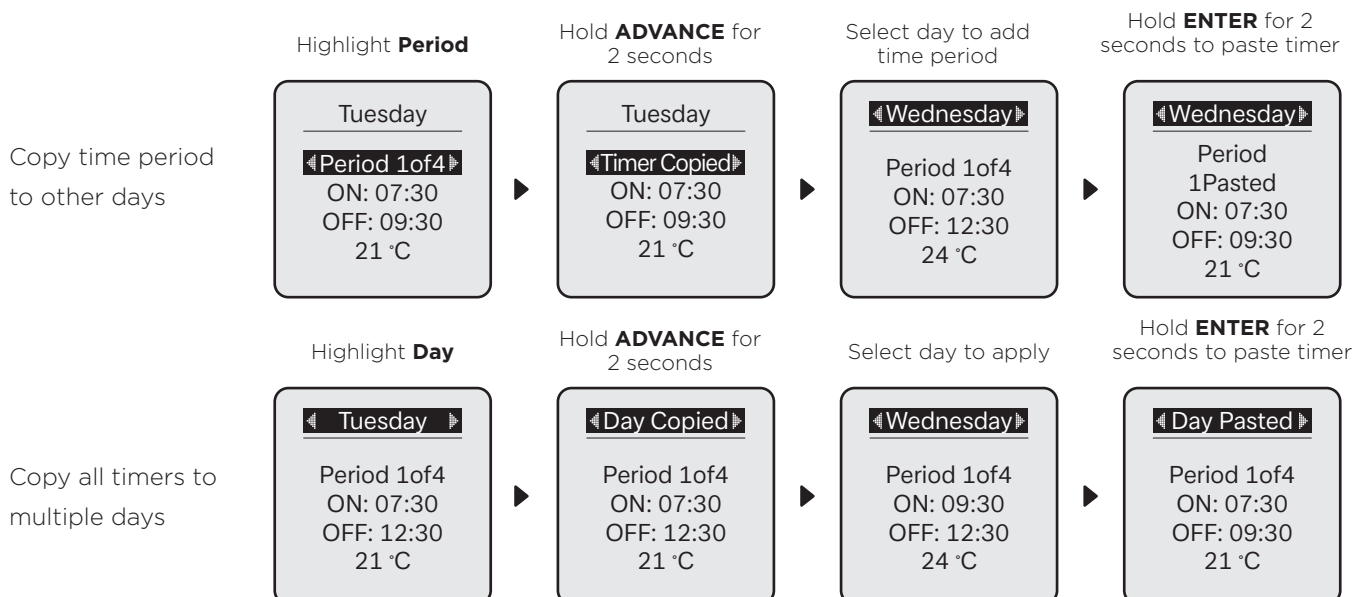 Copy time period
to other days
Highlight Period
Tuesday
Period 1of4
ON: 07:30
OFF: 09:30
21 °C
Hold ADVANCE for
2 seconds
Tuesday
Timer Copied
ON: 07:30
OFF: 09:30
21 °C
Select day to add
time period
Wednesday
Period 1of4
ON: 07:30
OFF: 12:30
24 °C
Hold ENTER for 2
seconds to paste timer
Wednesday
Period
1Pasted
ON: 07:30
OFF: 09:30
21 °C
Copy all timers to
multiple days
Highlight Day
Tuesday
Period 1of4
ON: 07:30
OFF: 12:30
21 °C
Hold ADVANCE for
2 seconds
Day Copied
Period 1of4
ON: 07:30
OFF: 12:30
21 °C
Select day to apply
Wednesday
Period 1of4
ON: 09:30
OFF: 12:30
24 °C
Hold ENTER for 2
seconds to paste timer
Day Pasted
Period 1of4
ON: 07:30
OFF: 09:30
21 °C